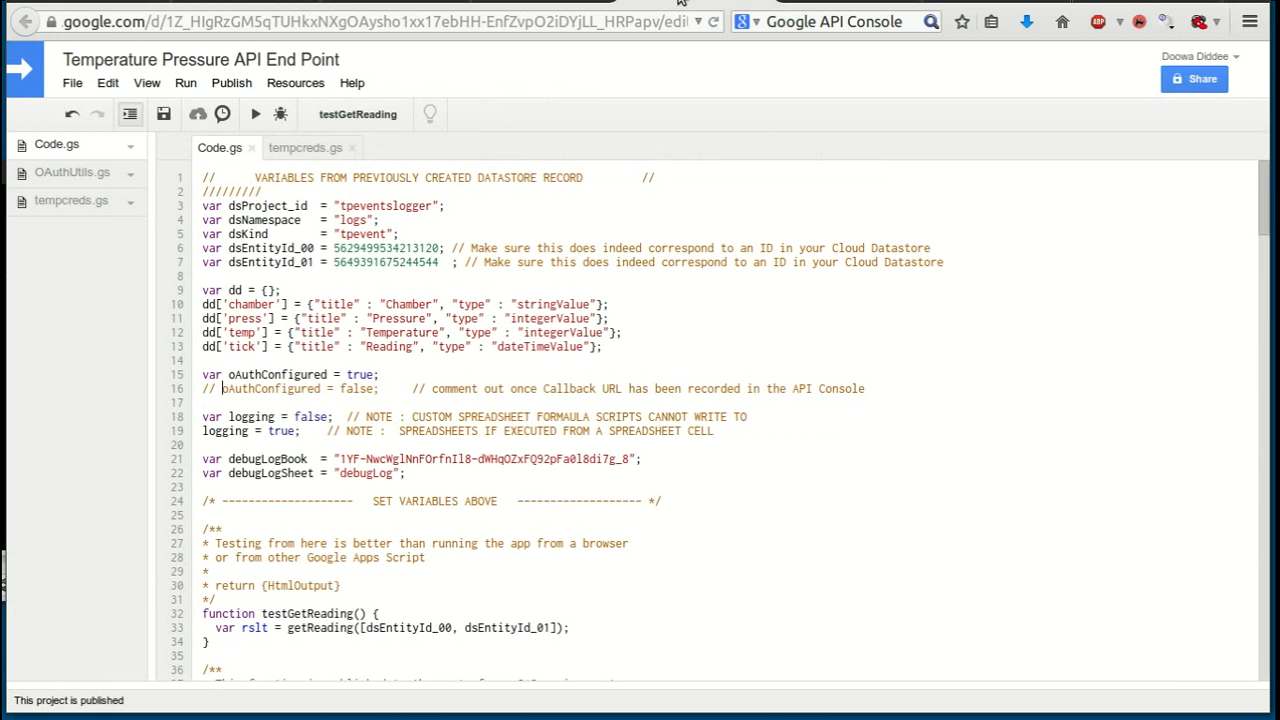 google.com/d/1Z_HIgRzGM5qTUHkxNXgOAysho1xx17ebHH-EnfZvpO2iDYjLL_HRPapv/edi
Google API Console
Temperature Pressure API End Point
Doowa Diddee
Share
File Edit View Run Publish Resources Help
testGetReading
Code.gs
OAuthUtils.gs
tempcreds.gs
Code.gs tempcreds.gs
1 // VARIABLES FROM PREVIOUSLY CREATED DATASTORE RECORD //
2 /////////
3 var dsProject_id = "tpeventslogger";
4 var dsNamespace = "logs";
5 var dsKind = "tpevent";
6 var dsEntityId_00 = 5629499534213120; // Make sure this does indeed correspond to an ID in your Cloud Datastore
7 var dsEntityId_01 = 5649391675244544 ; // Make sure this does indeed correspond to an ID in your Cloud Datastore
8
9 var dd = {};
10 dd['chamber'] = {"title" : "Chamber", "type" : "stringValue"};
11 dd['press'] = {"title" : "Pressure", "type" : "integerValue"};
12 dd['temp'] = {"title" : "Temperature", "type" : "integerValue"};
13 dd['tick'] = {"title" : "Reading", "type" : "dateTimeValue"};
14
15 var oAuthConfigured = true;
16 // oAuthConfigured = false; // comment out once Callback URL has been recorded in the API Console
17
18 var logging = false; // NOTE : CUSTOM SPREADSHEET FORMAULA SCRIPTS CANNOT WRITE TO
19 logging = true; // NOTE : SPREADSHEETS IF EXECUTED FROM A SPREADSHEET CELL
20
21 var debugLogBook = "1YF-NwcWglNnFOrfnIl8-dWHqOZxFQ92pFa0l8di7g_8";
22 var debugLogSheet = "debugLog";
23
24 /* -------------------- SET VARIABLES ABOVE ------------------- */
25
26 /**
27 * Testing from here is better than running the app from a browser
28 * or from other Google Apps Script
29 *
30 * return {HtmlOutput}
31 */
32 function testGetReading() {
33 var rslt = getReading([dsEntityId_00, dsEntityId_01]);
34 }
35
36 /**
This project is published